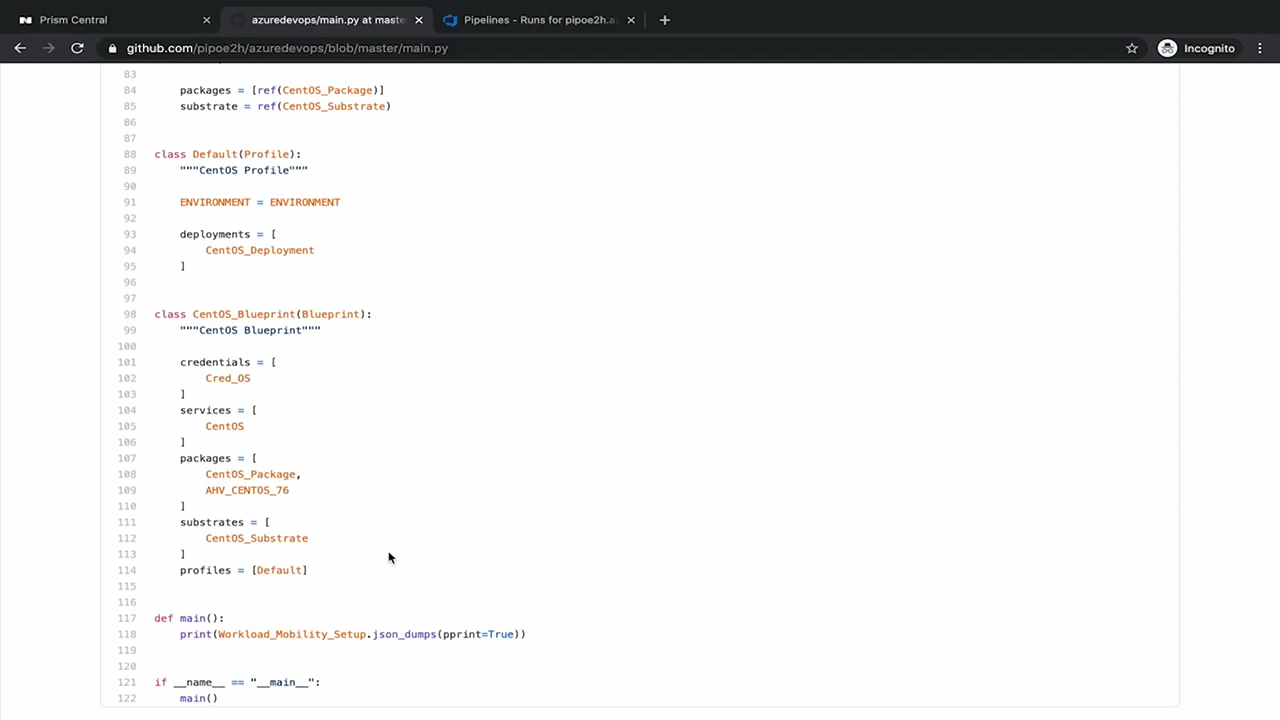 Prism Central
azuredevops/main.py at maste
Pipelines - Runs for pipoe2h.a
github.com/pipoe2h/azuredevops/blob/master/main.py
Incognito
83
84 packages = [ref(CentOS_Package)]
85 substrate = ref(CentOS_Substrate)
86
87
88 class Default(Profile):
89 """CentOS Profile"""
90
91 ENVIRONMENT = ENVIRONMENT
92
93 deployments = [
94 CentOS_Deployment
95 ]
96
97
98 class CentOS_Blueprint(Blueprint):
99 """CentOS Blueprint"""
100
101 credentials = [
102 Cred_OS
103 ]
104 services = [
105 CentOS
106 ]
107 packages = [
108 CentOS_Package,
109 AHV_CENTOS_76
110 ]
111 substrates = [
112 CentOS_Substrate
113 ]
114 profiles = [Default]
115
116
117 def main():
118 print(Workload_Mobility_Setup.json_dumps(pprint=True))
119
120
121 if __name__ == "__main__":
122 main()